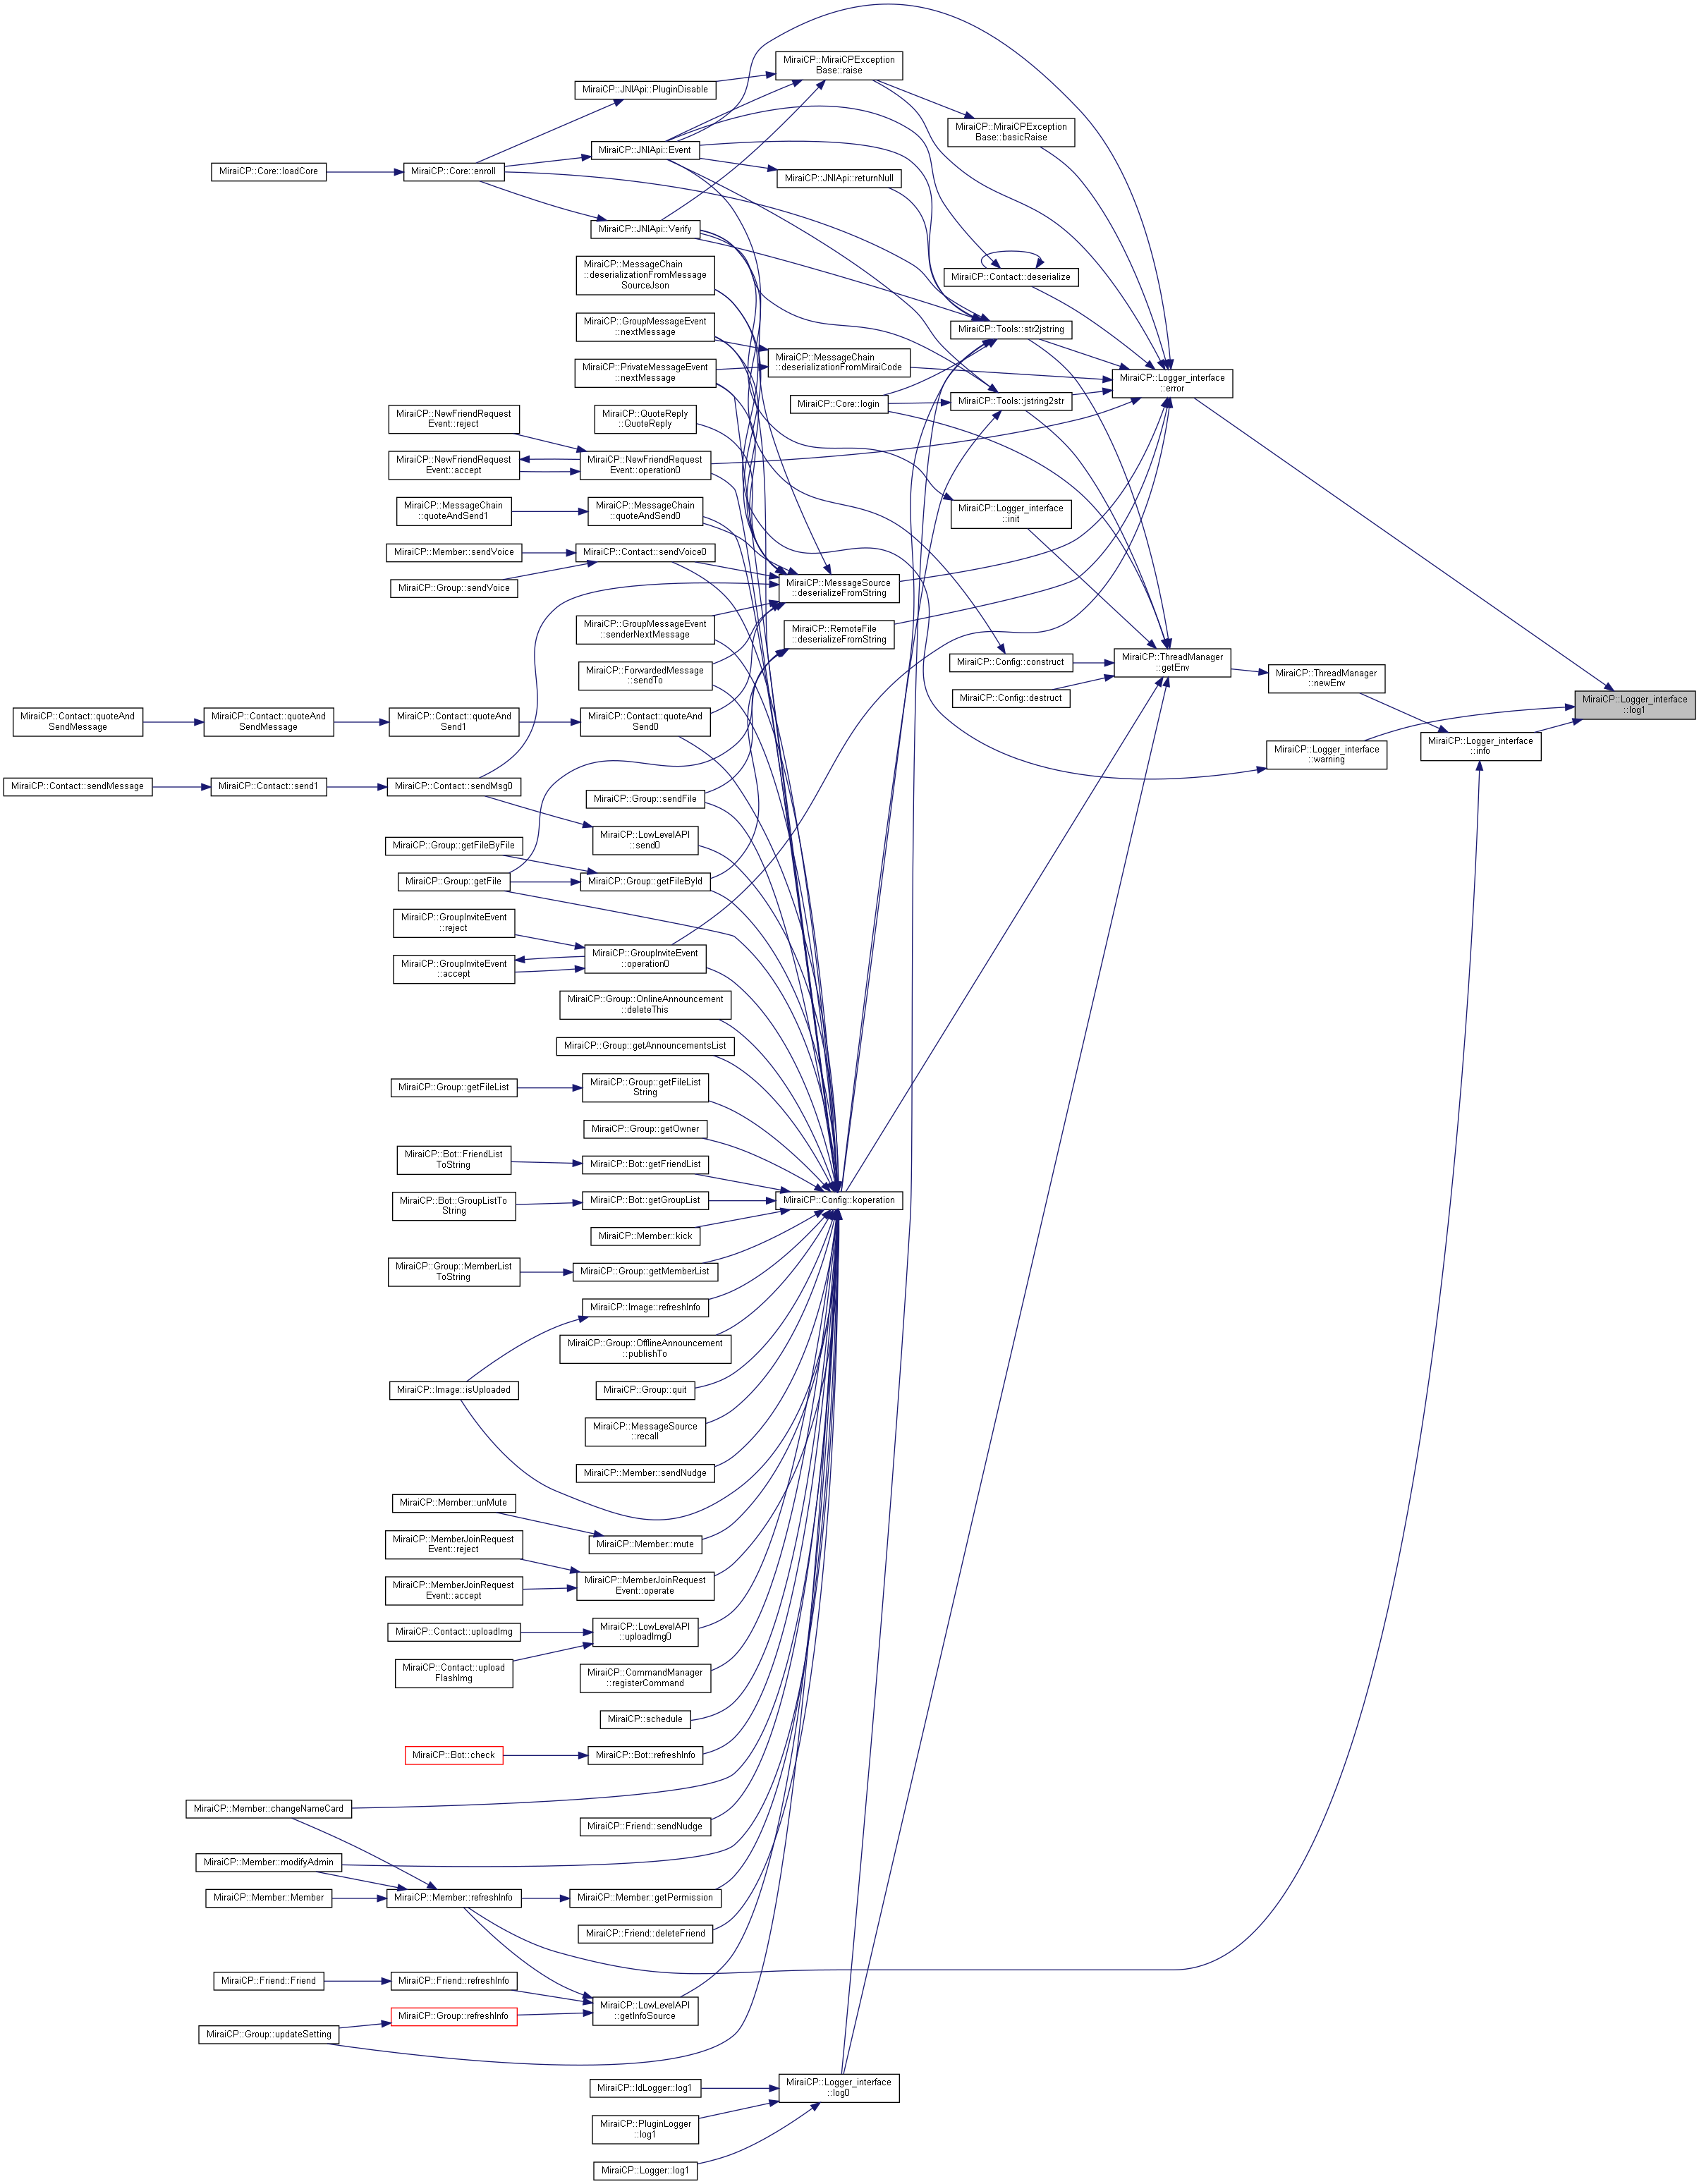 MiraiCP::MiraiCPException
Base::raise
MiraiCP::JNIApi::PluginDisable
MiraiCP::MiraiCPException
Base::basicRaise
MiraiCP::JNIApi::Event
MiraiCP::Core::loadCore
MiraiCP::Core::enroll
MiraiCP::JNIApi::returnNull
MiraiCP::JNIApi::Verify
MiraiCP::MessageChain
::deserializationFromMessage
SourceJson
MiraiCP::Contact::deserialize
MiraiCP::GroupMessageEvent
::nextMessage
MiraiCP::Tools::str2jstring
MiraiCP::PrivateMessageEvent
::nextMessage
MiraiCP::MessageChain
::deserializationFromMiraiCode
MiraiCP::Logger_interface
::error
MiraiCP::Core::login
MiraiCP::Tools::jstring2str
MiraiCP::NewFriendRequest
Event::reject
MiraiCP::QuoteReply
::QuoteReply
MiraiCP::NewFriendRequest
Event::accept
MiraiCP::NewFriendRequest
Event::operation0
MiraiCP::MessageChain
::quoteAndSend1
MiraiCP::MessageChain
::quoteAndSend0
MiraiCP::Logger_interface
::init
MiraiCP::Member::sendVoice
MiraiCP::Contact::sendVoice0
MiraiCP::Group::sendVoice
MiraiCP::MessageSource
::deserializeFromString
MiraiCP::GroupMessageEvent
::senderNextMessage
MiraiCP::RemoteFile
::deserializeFromString
MiraiCP::ForwardedMessage
::sendTo
MiraiCP::Config::construct
MiraiCP::ThreadManager
::getEnv
MiraiCP::ThreadManager
::newEnv
MiraiCP::Config::destruct
MiraiCP::Logger_interface
::log1
MiraiCP::Contact::quoteAnd
SendMessage
MiraiCP::Contact::quoteAnd
SendMessage
MiraiCP::Contact::quoteAnd
Send1
MiraiCP::Contact::quoteAnd
Send0
MiraiCP::Logger_interface
::warning
MiraiCP::Logger_interface
::info
MiraiCP::Contact::sendMessage
MiraiCP::Contact::send1
MiraiCP::Contact::sendMsg0
MiraiCP::Group::sendFile
MiraiCP::LowLevelAPI
::send0
MiraiCP::Group::getFileByFile
MiraiCP::Group::getFile
MiraiCP::Group::getFileById
MiraiCP::GroupInviteEvent
::reject
MiraiCP::GroupInviteEvent
::accept
MiraiCP::GroupInviteEvent
::operation0
MiraiCP::Group::OnlineAnnouncement
::deleteThis
MiraiCP::Group::getAnnouncementsList
MiraiCP::Group::getFileList
MiraiCP::Group::getFileList
String
MiraiCP::Group::getOwner
MiraiCP::Bot::FriendList
ToString
MiraiCP::Bot::getFriendList
MiraiCP::Bot::GroupListTo
String
MiraiCP::Bot::getGroupList
MiraiCP::Config::koperation
MiraiCP::Member::kick
MiraiCP::Group::MemberList
ToString
MiraiCP::Group::getMemberList
MiraiCP::Image::refreshInfo
MiraiCP::Group::OfflineAnnouncement
::publishTo
MiraiCP::Image::isUploaded
MiraiCP::Group::quit
MiraiCP::MessageSource
::recall
MiraiCP::Member::sendNudge
MiraiCP::Member::unMute
MiraiCP::Member::mute
MiraiCP::MemberJoinRequest
Event::reject
MiraiCP::MemberJoinRequest
Event::accept
MiraiCP::MemberJoinRequest
Event::operate
MiraiCP::Contact::uploadImg
MiraiCP::LowLevelAPI
::uploadImg0
MiraiCP::Contact::upload
FlashImg
MiraiCP::CommandManager
::registerCommand
MiraiCP::schedule
MiraiCP::Bot::check
MiraiCP::Bot::refreshInfo
MiraiCP::Member::changeNameCard
MiraiCP::Friend::sendNudge
MiraiCP::Member::modifyAdmin
MiraiCP::Member::Member
MiraiCP::Member::refreshInfo
MiraiCP::Member::getPermission
MiraiCP::Friend::deleteFriend
MiraiCP::Friend::Friend
MiraiCP::Friend::refreshInfo
MiraiCP::LowLevelAPI
::getInfoSource
MiraiCP::Group::refreshInfo
MiraiCP::Group::updateSetting
MiraiCP::Logger_interface
::log0
MiraiCP::IdLogger::log1
MiraiCP::PluginLogger
::log1
MiraiCP::Logger::log1